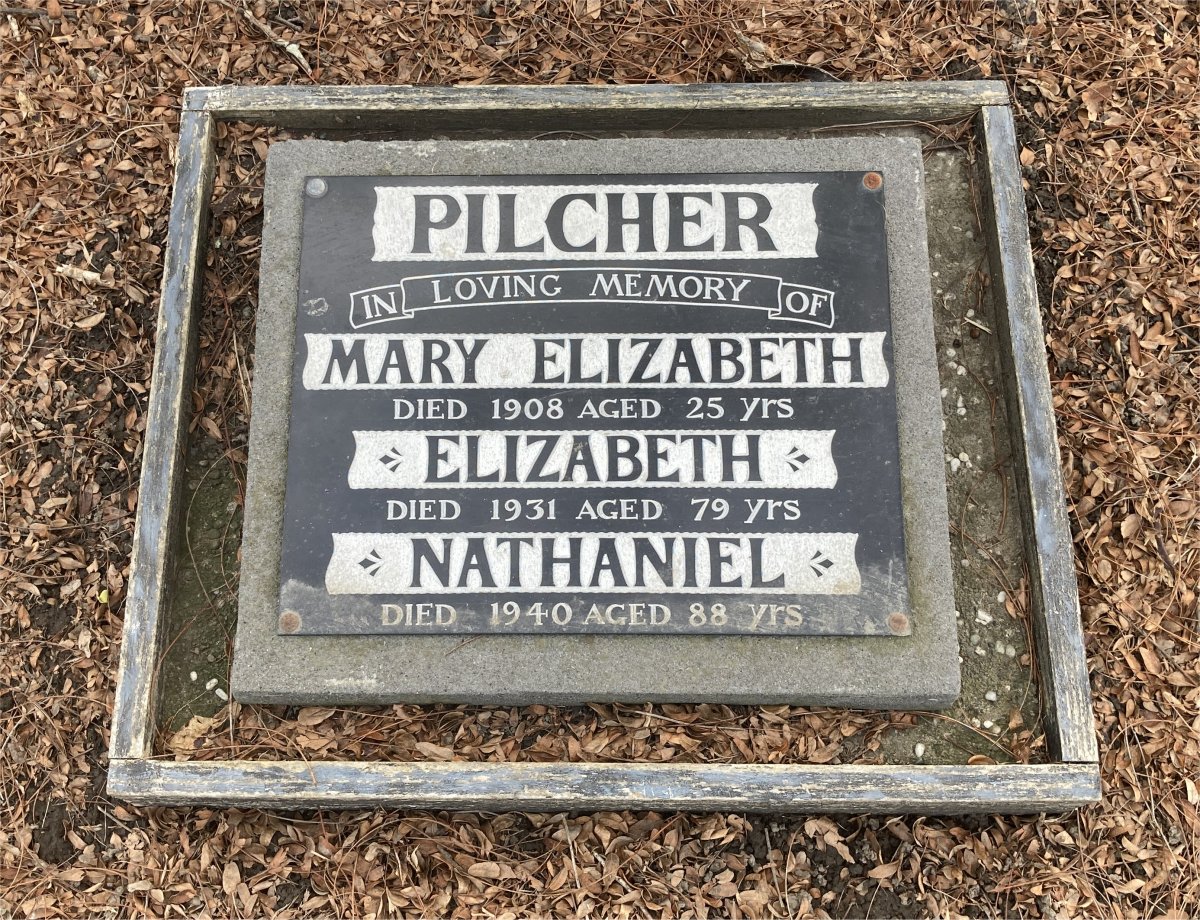 PILCHER
IN LOVING MEMORY OF
MARY ELIZABETH
DIED 1908 AGED 25 yrs
ELIZABETH
DIED 1931 AGED 79 yrs
NATHANIEL
DIED 1940 AGED 88 yrs